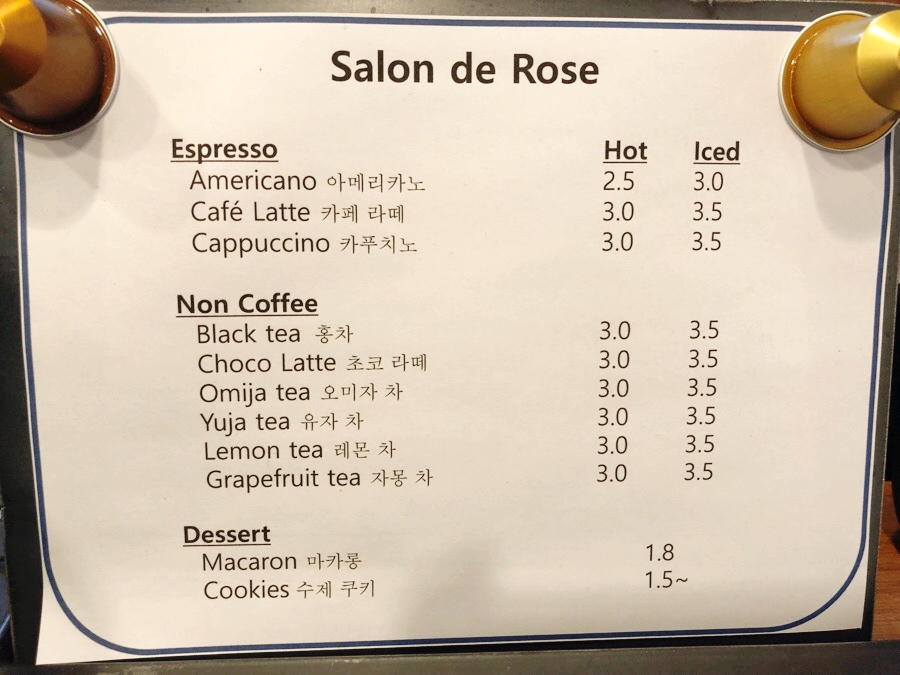 Salon de Rose
Espresso Hot Iced
Americano 아메리카노 2.5 3.0
Café Latte 카페 라떼 3.0 3.5
Cappuccino 카푸치노 3.0 3.5
Non Coffee
Black tea 홍차 3.0 3.5
Choco Latte 초코 라떼 3.0 3.5
Omija tea 오미자 차 3.0 3.5
Yuja tea 유자 차 3.0 3.5
Lemon tea 레몬 차 3.0 3.5
Grapefruit tea 자몽 차 3.0 3.5
Dessert
Macaron 마카롱 1.8
Cookies 수제 쿠키 1.5~